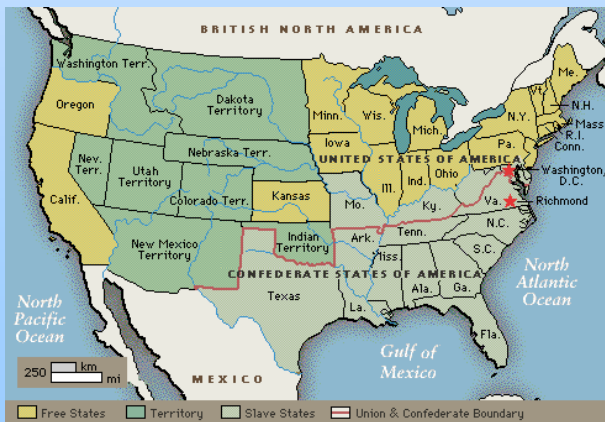 BRITISH NORTH AMERICA
Washington Terr.
Oregon
Dakota
Territory
Minn.
Wis.
Mich.
Vt.
Me.
N.H.
N.Y.
Mass.
R.I.
Conn.
Pa.
Nev.
Terr.
Utah
Territory
Nebraska Terr.
Iowa
UNITED STATES OF AMERICA
Calif.
Colorado Terr.
Kansas
Ill.
Ind.
Ohio
Washington,
D.C.
Mo.
Ky.
Va.
Richmond
New Mexico
Territory
Indian
Territory
Ark.
Tenn.
N.C.
S.C.
Miss.
CONFEDERATE STATES OF AMERICA
Texas
La.
Ala.
Ga.
Fla.
North
Pacific
Ocean
North
Atlantic
Ocean
Gulf of
Mexico
MEXICO
250
km
mi
Free States
Territory
Slave States
Union & Confederate Boundary